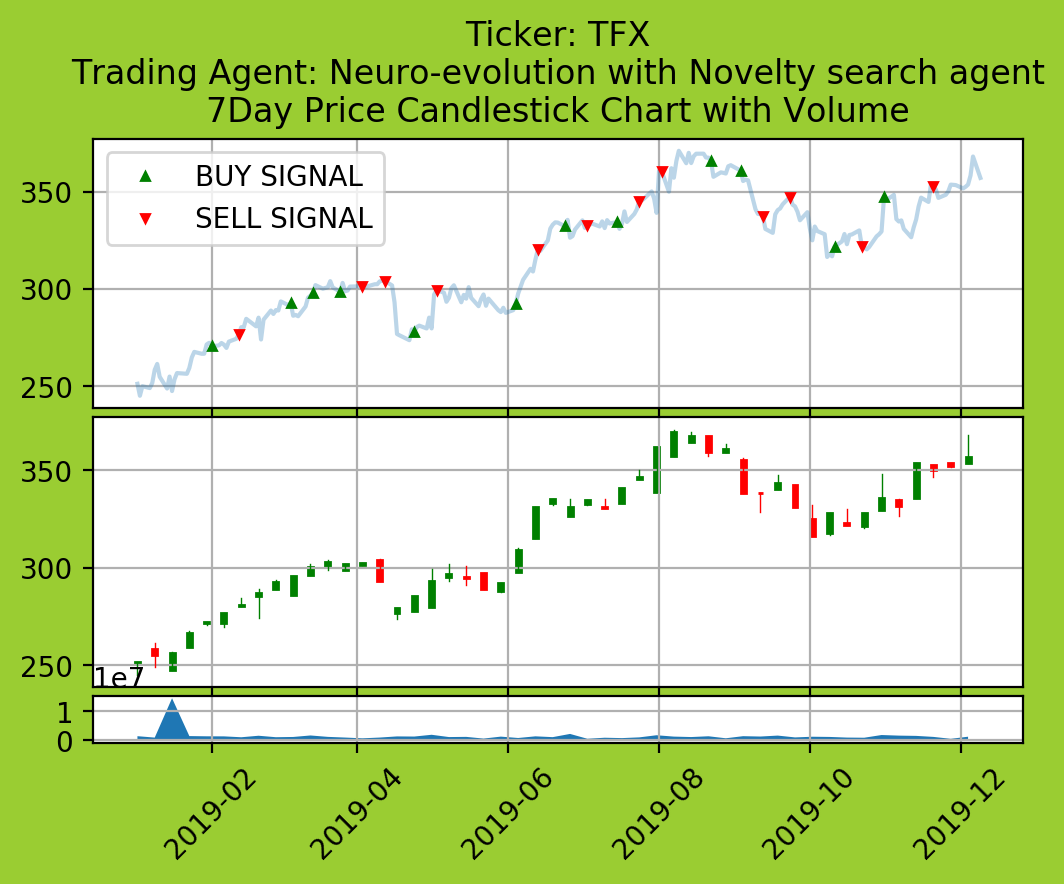 Ticker: TFX
Trading Agent: Neuro-evolution with Novelty search agent
7Day Price Candlestick Chart with Volume
BUY SIGNAL
SELL SIGNAL
350
300
250
350
300
250
1e7
1
0
2019-02
2019-04
2019-06
2019-08
2019-10
2019-12